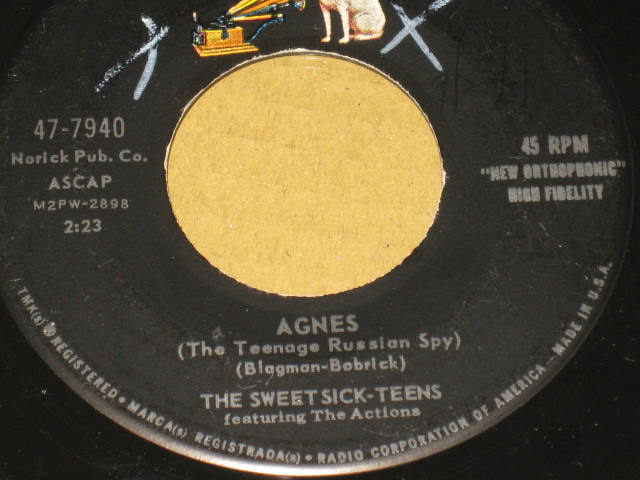 47-7940
Norick Pub. Co.
ASCAP
M2PW-2898
2:23
45 RPM
"NEW ORTHOPHONIC"
HIGH FIDELITY
AGNES
(The Teenage Russian Spy)
(Blagman-Bobrick)
THE SWEET SICK-TEENS
featuring The Actions
TMK(s) ® REGISTERED • MARCA(s) REGISTRADA(s) • RADIO CORPORATION OF AMERICA - MADE IN U.S.A.